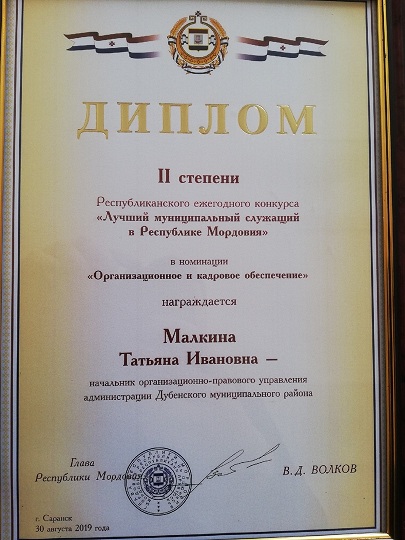 ДИПЛОМ
II степени
Республиканского ежегодного конкурса
«Лучший муниципальный служащий
в Республике Мордовия»
в номинации
«Организационное и кадровое обеспечение»
награждается
Малкина
Татьяна Ивановна —
начальник организационно-правового управления
администрации Дубенского муниципального района
Глава
Республики Мордовия
В.Д. ВОЛКОВ
г. Саранск
30 августа 2019 года